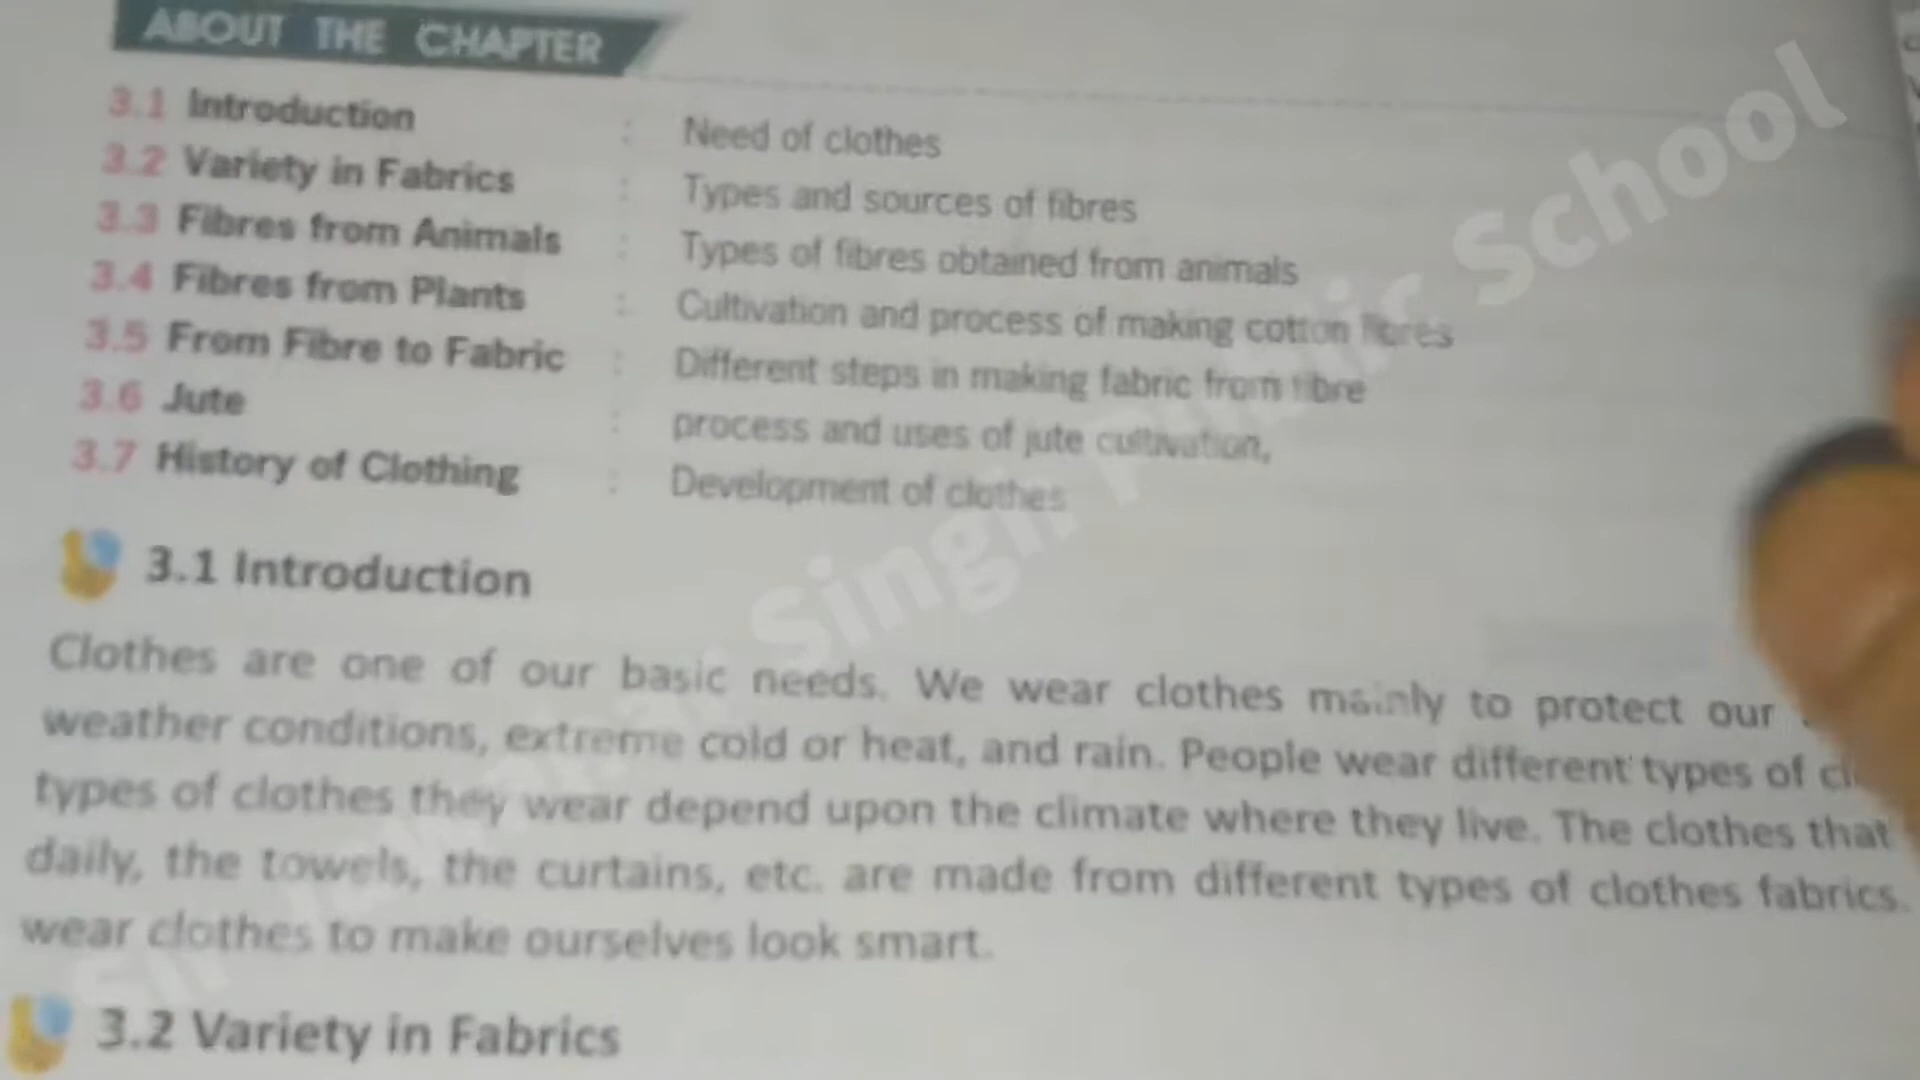 ABOUT THE CHAPTER
3.1 Introduction : Need of clothes
3.2 Variety in Fabrics : Types and sources of fibres
3.3 Fibres from Animals : Types of fibres obtained from animals
3.4 Fibres from Plants : Cultivation and process of making cotton fibres
3.5 From Fibre to Fabric : Different steps in making fabric from fibre
3.6 Jute : process and uses of jute cultivation,
3.7 History of Clothing : Development of clothes
3.1 Introduction
Clothes are one of our basic needs. We wear clothes mainly to protect our
weather conditions, extreme cold or heat, and rain. People wear different types of
types of clothes they wear depend upon the climate where they live. The clothes that
daily, the towels, the curtains, etc. are made from different types of clothes fabrics.
wear clothes to make ourselves look smart.
3.2 Variety in Fabrics
Singh Public School